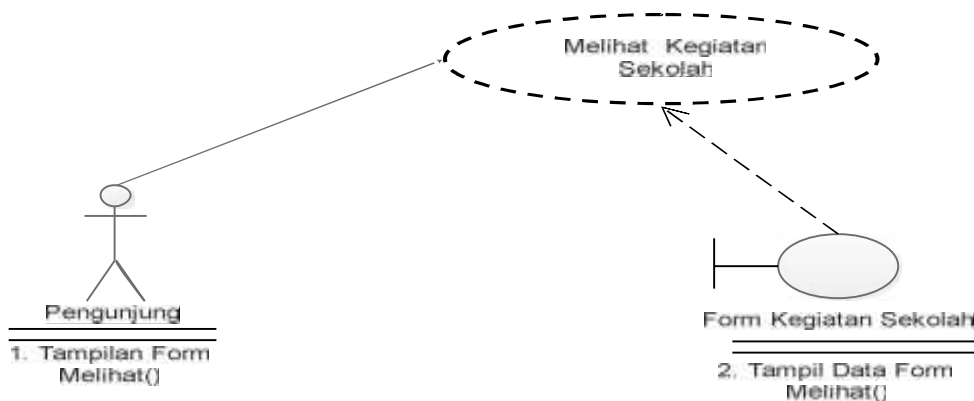 Melihat Kegiatan
Sekolah
Pengunjung
1. Tampilan Form
Melihat()
Form Kegiatan Sekolah
2. Tampil Data Form
Melihat()